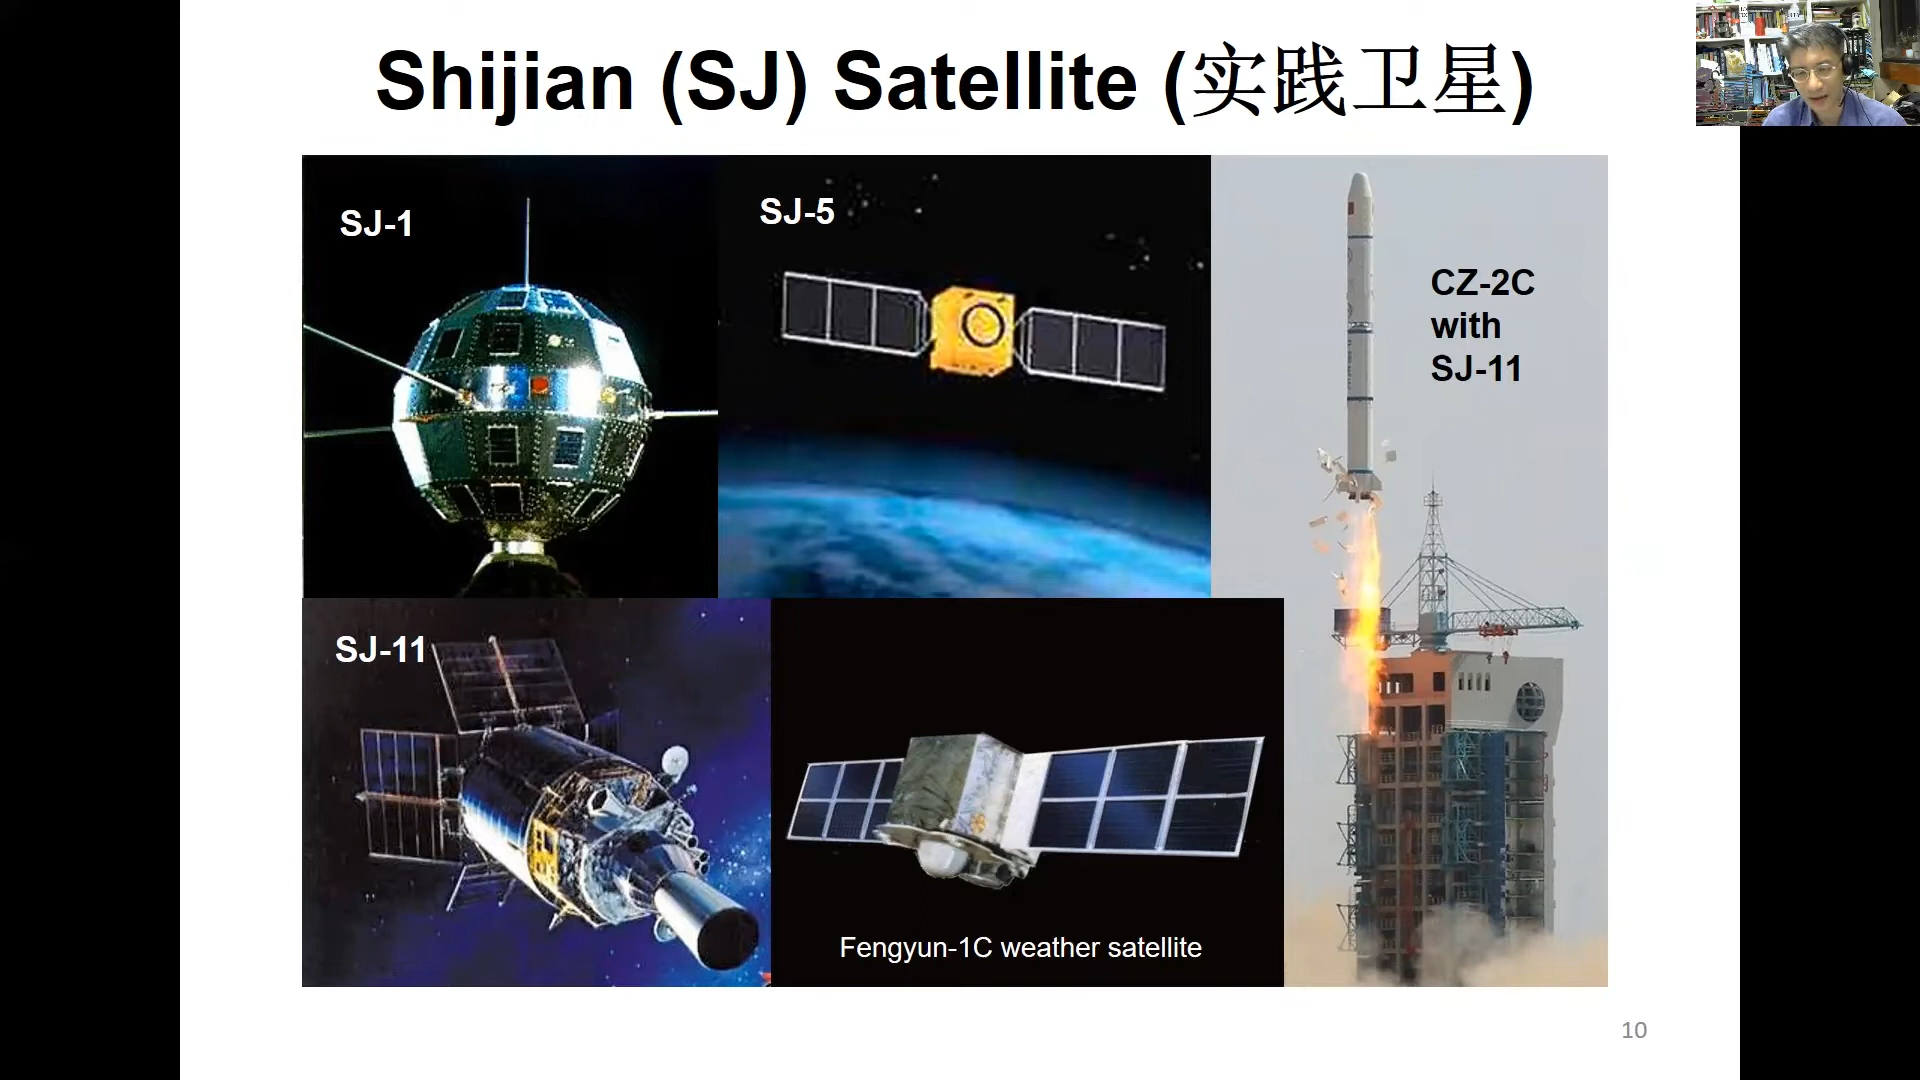 Shijian (SJ) Satellite (实践卫星)
SJ-1
SJ-5
CZ-2C
with
SJ-11
SJ-11
Fengyun-1C weather satellite
10